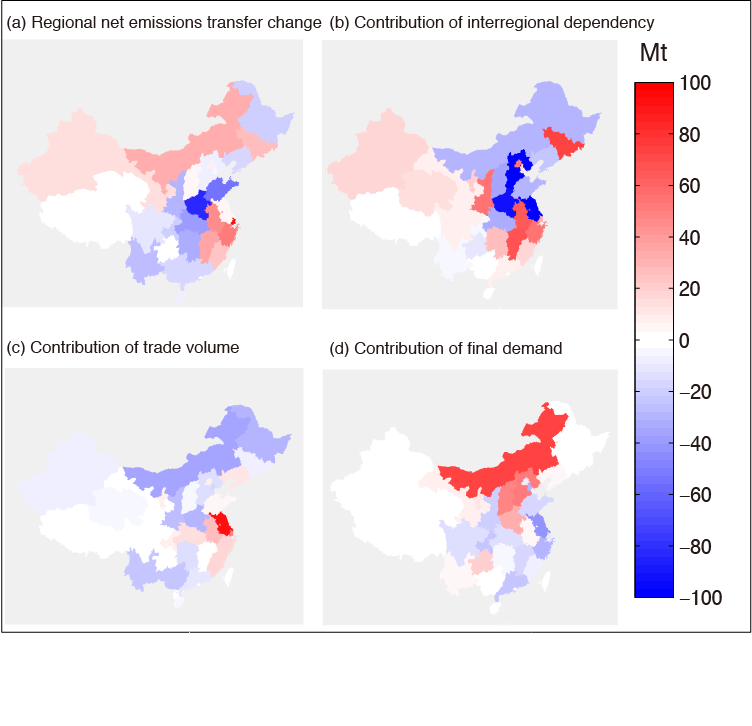 (a) Regional net emissions transfer change
(b) Contribution of interregional dependency
Mt
100
80
60
40
20
0
−20
−40
−60
−80
−100
(c) Contribution of trade volume
(d) Contribution of final demand